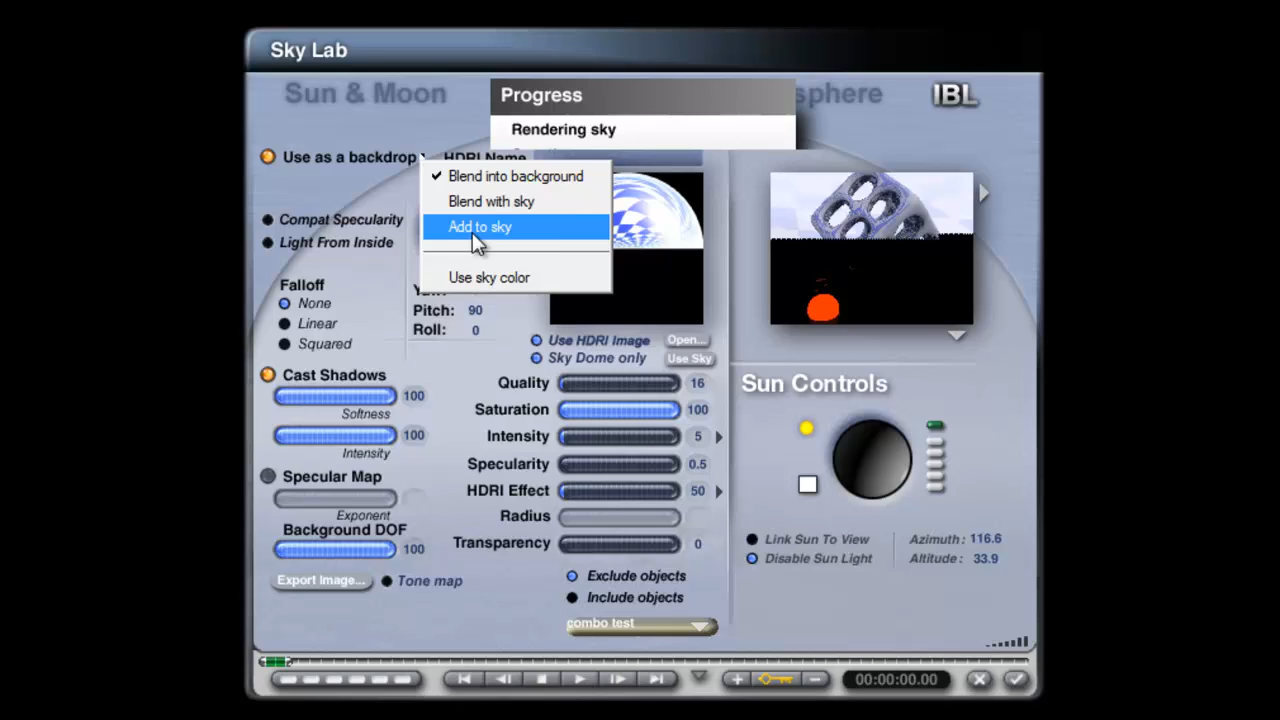 Sky Lab
Sun & Moon
sphere
IBL
Progress
Rendering sky
Use as a backdrop
HDRI Name
Blend into background
Blend with sky
Add to sky
Use sky color
Compat Specularity
Light From Inside
Falloff
None
Linear
Squared
Pitch: 90
Roll: 0
Use HDRI Image Open...
Sky Dome only Use Sky
Cast Shadows
100
Softness
100
Intensity
Specular Map
Exponent
Background DOF
100
Export Image... Tone map
Quality 16
Saturation 100
Intensity 5
Specularity 0.5
HDRI Effect 50
Radius
Transparency 0
Exclude objects
Include objects
combo test
Sun Controls
Link Sun To View
Disable Sun Light
Azimuth: 116.6
Altitude: 33.9
00:00:00.00